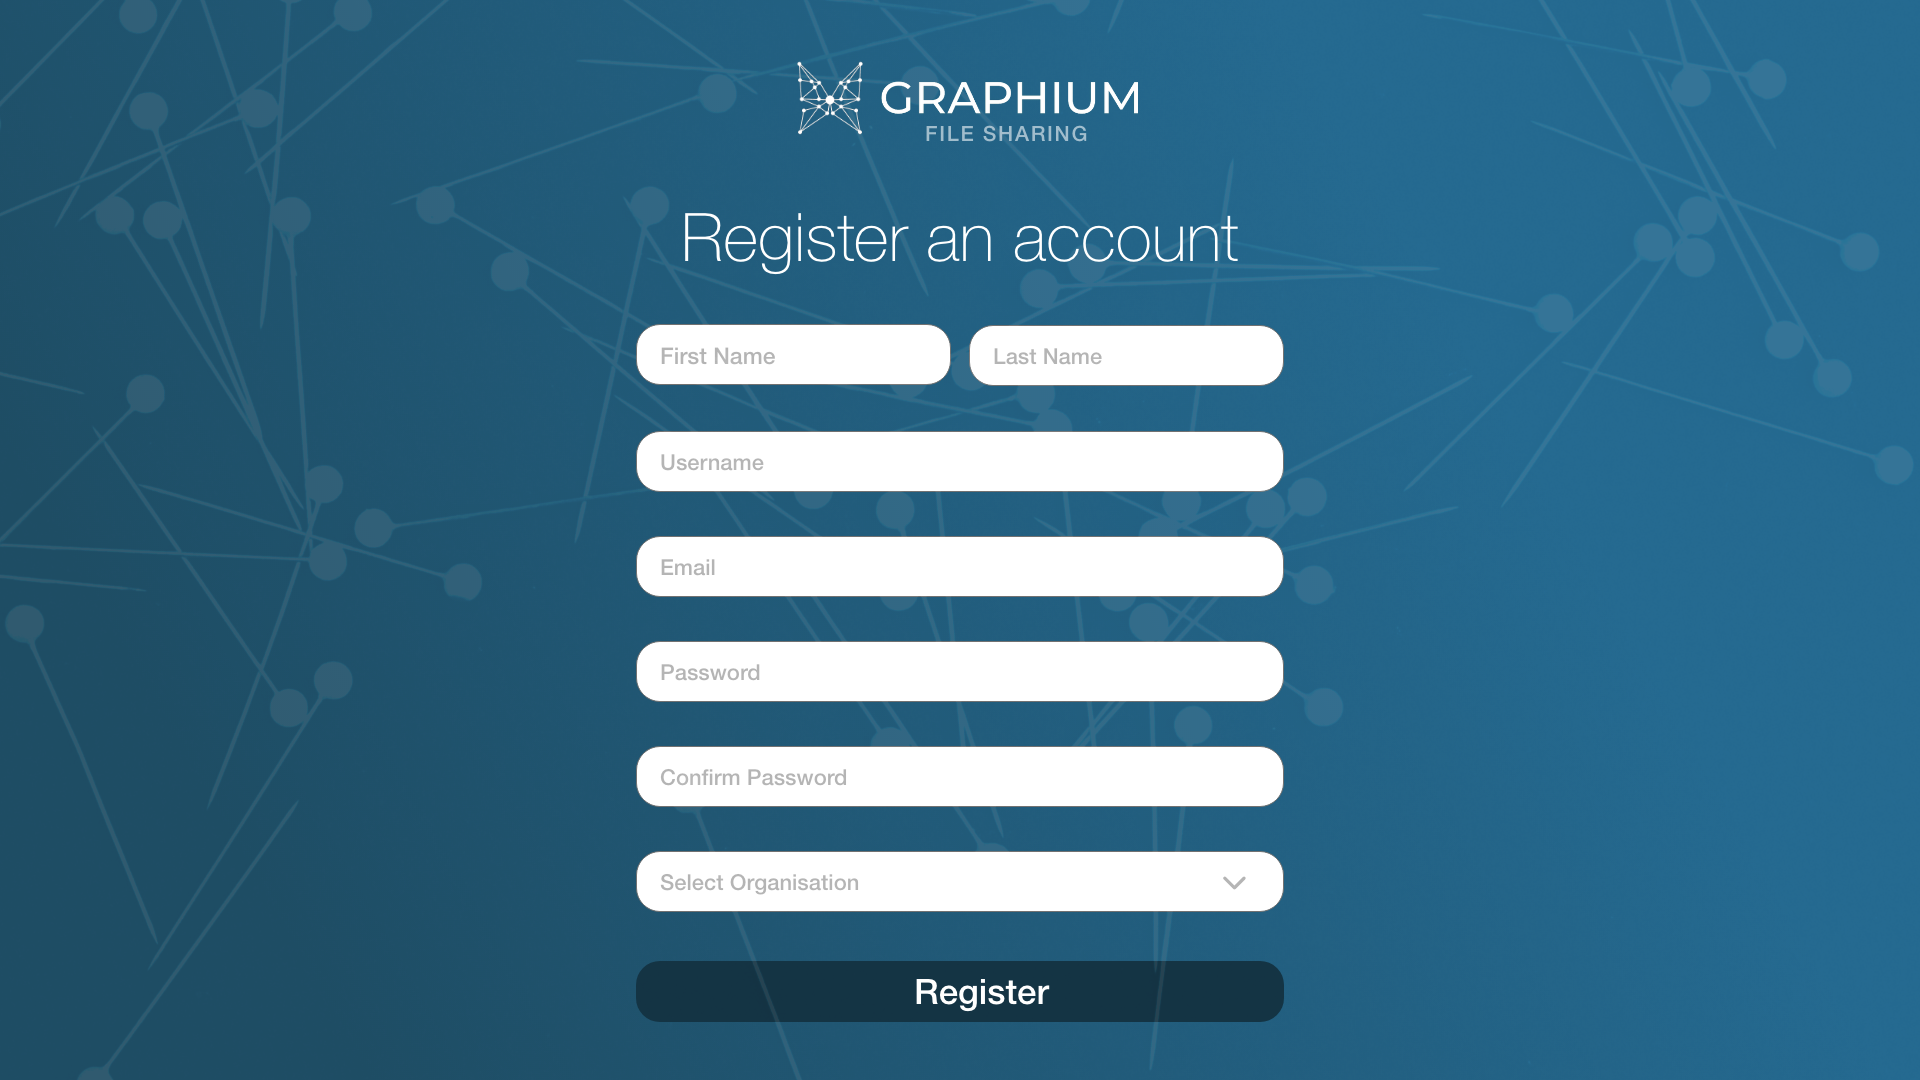 GRAPHIUM
FILE SHARING
Register an account
First Name
Last Name
Username
Email
Password
Confirm Password
Select Organisation
Register